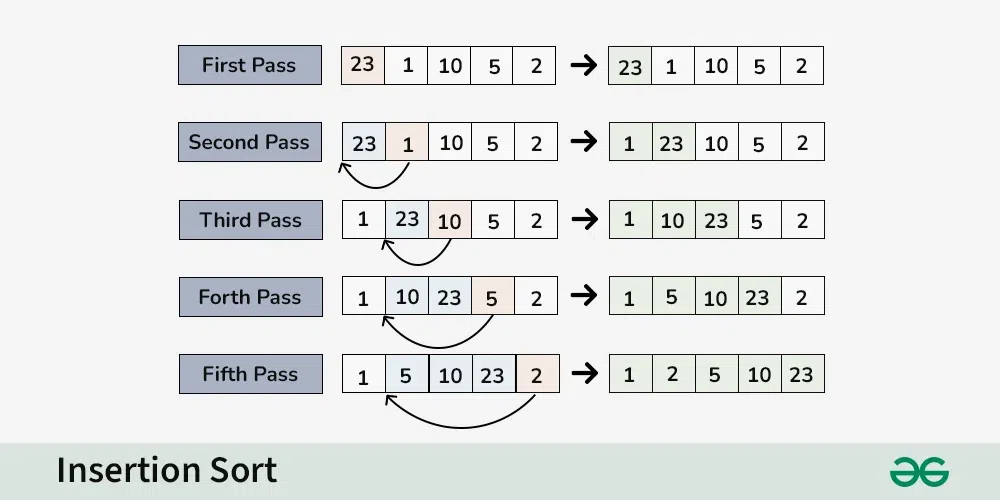 First Pass 23 1 10 5 2 23 1 10 5 2
Second Pass 23 1 10 5 2 1 23 10 5 2
Third Pass 1 23 10 5 2 1 10 23 5 2
Forth Pass 1 10 23 5 2 1 5 10 23 2
Fifth Pass 1 5 10 23 2 1 2 5 10 23
Insertion Sort